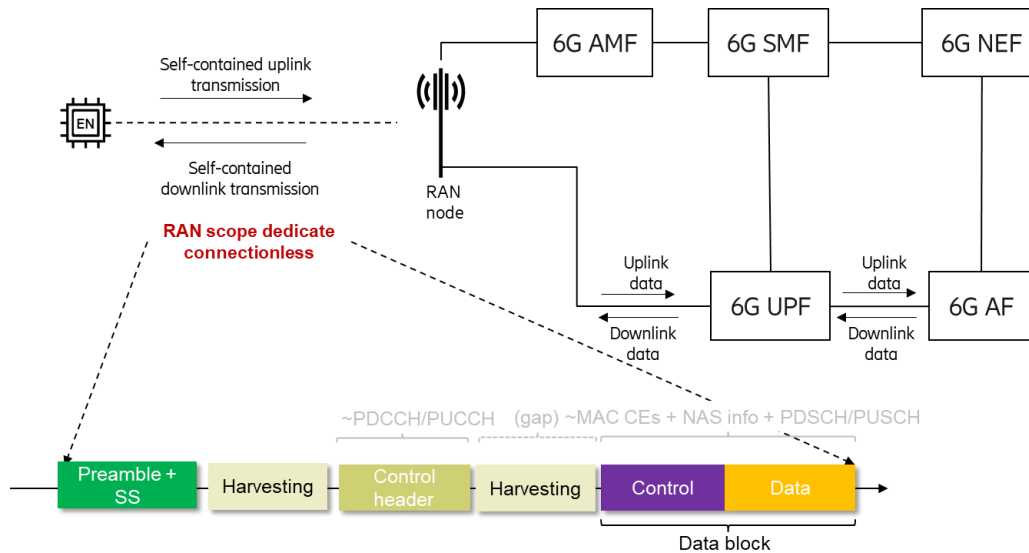 6G AMF
6G SMF
6G NEF
Self-contained uplink
transmission
EN
Self-contained
downlink transmission
RAN
node
RAN scope dedicate
connectionless
Uplink
data
Downlink
data
6G UPF
Uplink
data
Downlink
data
6G AF
~PDCCH/PUCCH
(gap)
~MAC CEs + NAS info + PDSCH/PUSCH
Preamble +
SS
Harvesting
Control
header
Harvesting
Control
Data
Data block